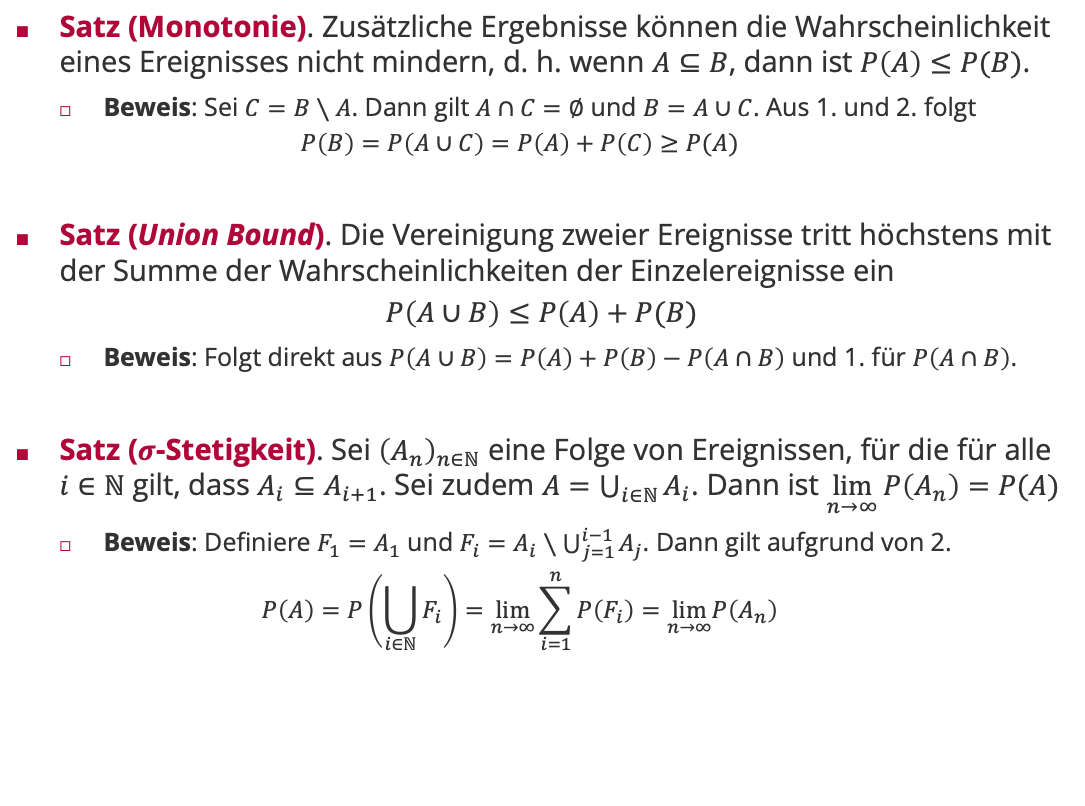 ▪ Satz (Monotonie). Zusätzliche Ergebnisse können die Wahrscheinlichkeit
eines Ereignisses nicht mindern, d. h. wenn A ⊆ B, dann ist P(A) ≤ P(B).
□ Beweis: Sei C = B \ A. Dann gilt A ∩ C = ∅ und B = A ∪ C. Aus 1. und 2. folgt
P(B) = P(A ∪ C) = P(A) + P(C) ≥ P(A)
▪ Satz (Union Bound). Die Vereinigung zweier Ereignisse tritt höchstens mit
der Summe der Wahrscheinlichkeiten der Einzelereignisse ein
P(A ∪ B) ≤ P(A) + P(B)
□ Beweis: Folgt direkt aus P(A ∪ B) = P(A) + P(B) − P(A ∩ B) und 1. für P(A ∩ B).
▪ Satz (σ-Stetigkeit). Sei (A_n)_{n∈ℕ} eine Folge von Ereignissen, für die für alle
i ∈ ℕ gilt, dass A_i ⊆ A_{i+1}. Sei zudem A = ⋃_{i∈ℕ} A_i. Dann ist lim_{n→∞} P(A_n) = P(A)
□ Beweis: Definiere F_1 = A_1 und F_i = A_i \ ⋃_{j=1}^{i−1} A_j. Dann gilt aufgrund von 2.
P(A) = P(⋃_{i∈ℕ} F_i) = lim_{n→∞} ∑_{i=1}^{n} P(F_i) = lim_{n→∞} P(A_n)